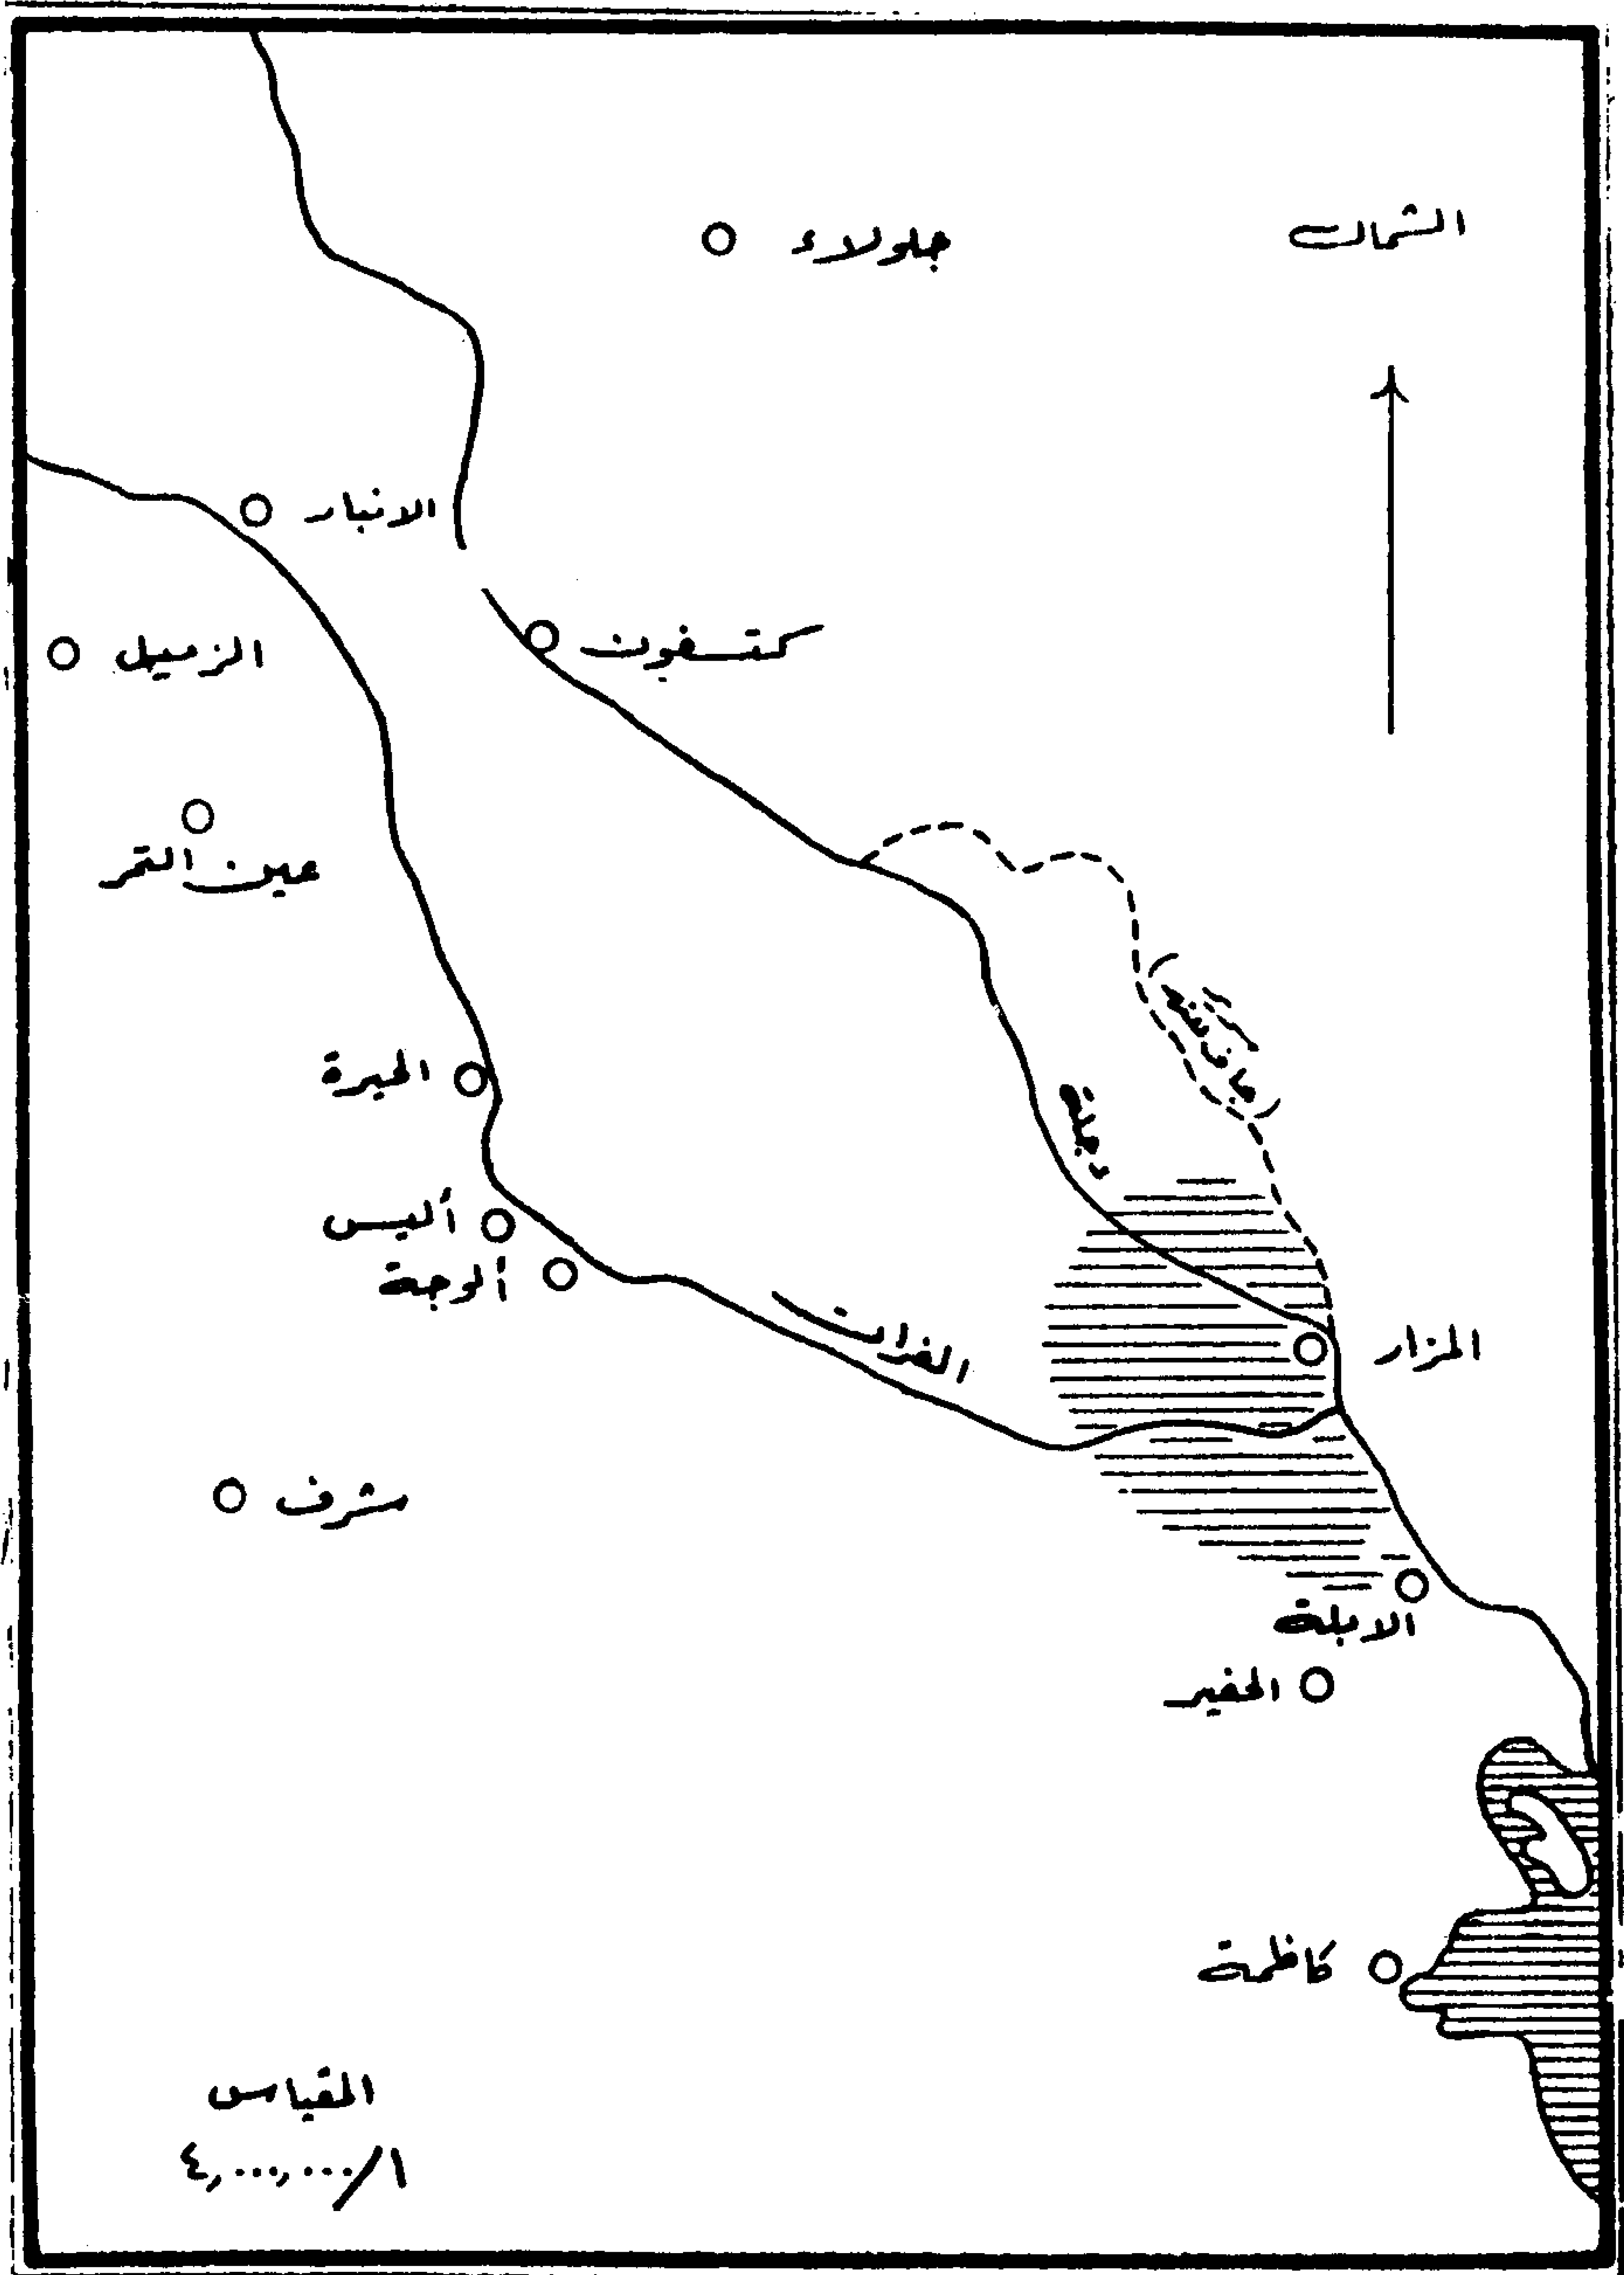 الشمال
جلولاء
الانبار
كتسفون
الزميل
عين التمر
دجلة
الحيرة
أليس
ألوجة
الفرات
المزار
مشرف
الابلة
الحفير
كاظمة
المقياس
١/٤,٠٠٠,٠٠٠